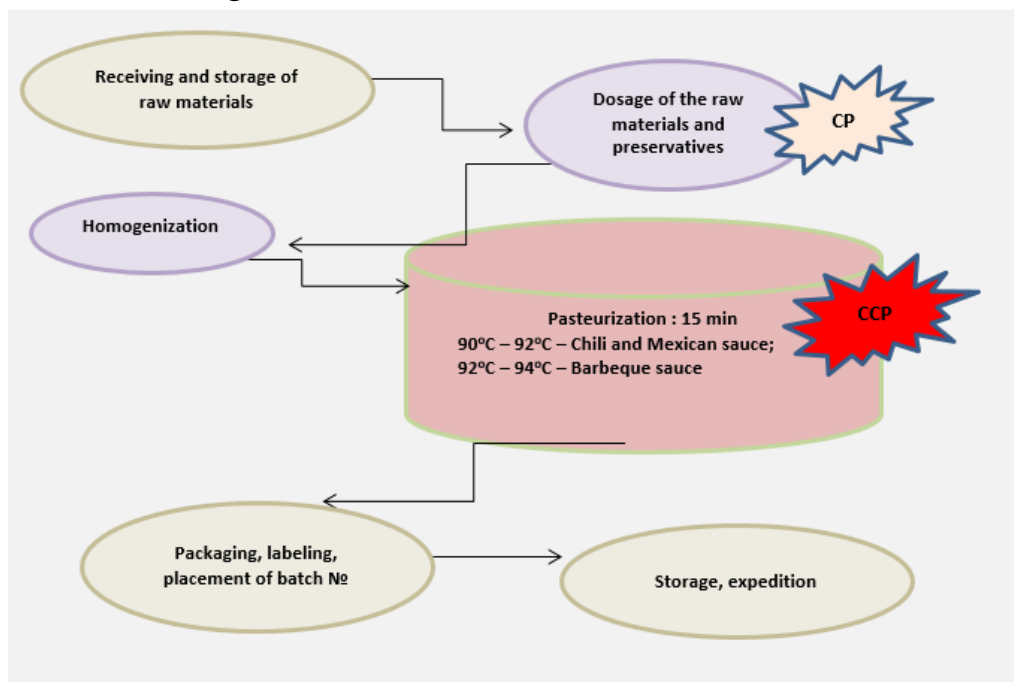 Receiving and storage of
raw materials
Dosage of the raw
materials and
preservatives
CP
Homogenization
Pasteurization : 15 min
90ºC – 92ºC – Chili and Mexican sauce;
92ºC – 94ºC – Barbeque sauce
CCP
Packaging, labeling,
placement of batch №
Storage, expedition